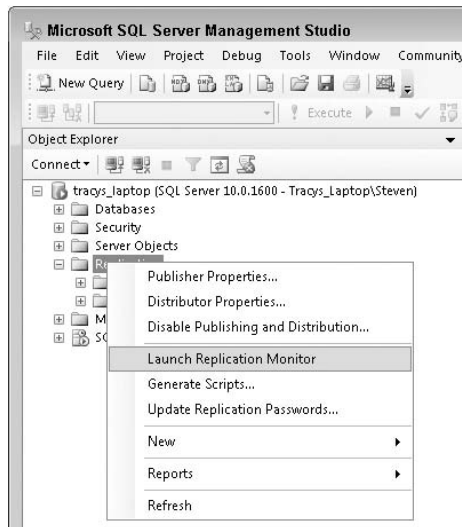 Microsoft SQL Server Management Studio
File Edit View Project Debug Tools Window Community
New Query
Execute
Object Explorer
Connect
tracys_laptop (SQL Server 10.0.1600 - Tracys_Laptop\Steven)
Databases
Security
Server Objects
Publisher Properties...
Distributor Properties...
Disable Publishing and Distribution...
Launch Replication Monitor
Generate Scripts...
Update Replication Passwords...
New
Reports
Refresh